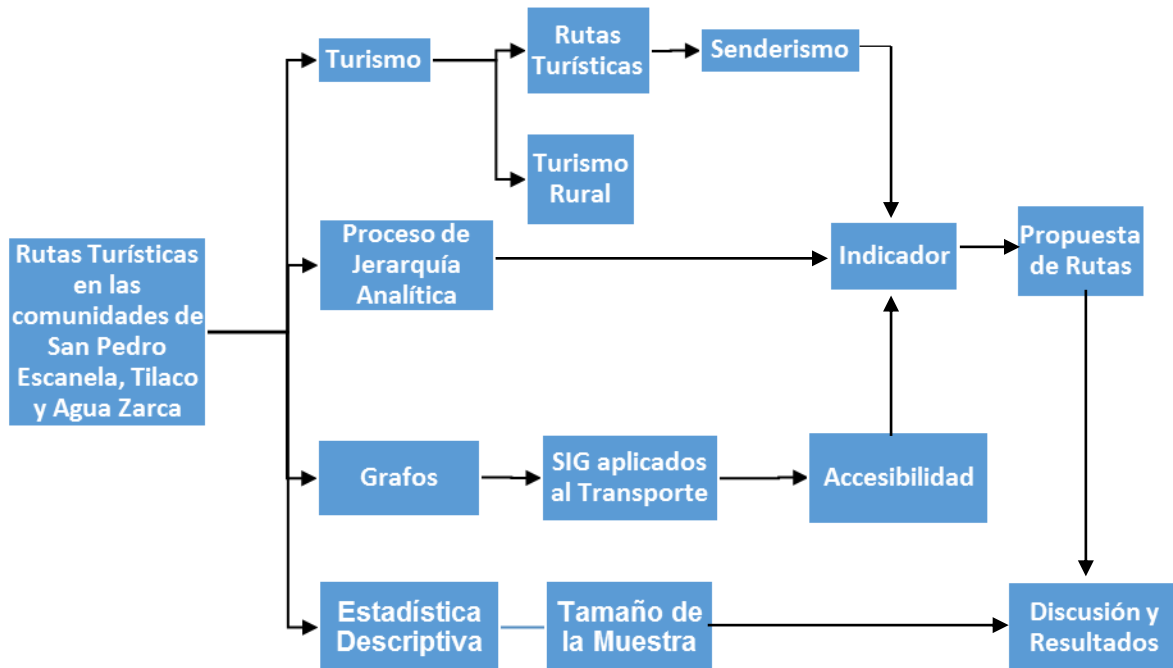 Rutas Turísticas
en las
comunidades de
San Pedro
Escanela, Tilaco
y Agua Zarca
Turismo
Rutas
Turísticas
Senderismo
Turismo
Rural
Proceso de
Jerarquía
Analítica
Indicador
Propuesta
de Rutas
Grafos
SIG aplicados
al Transporte
Accesibilidad
Estadística
Descriptiva
Tamaño de
la Muestra
Discusión y
Resultados